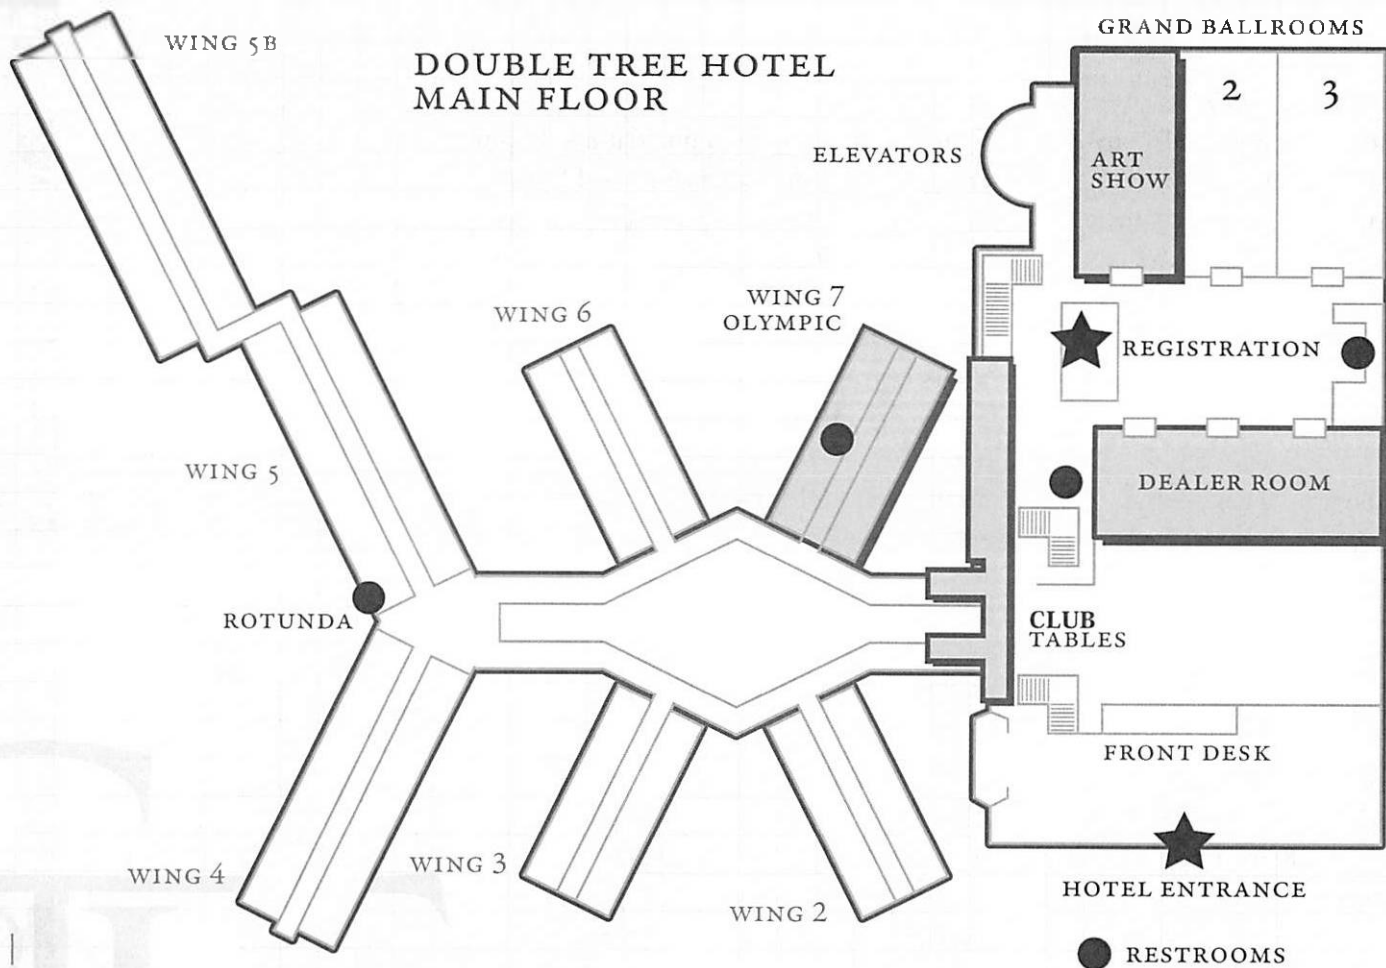 WING 5B
DOUBLE TREE HOTEL
MAIN FLOOR
GRAND BALLROOMS
2
3
ELEVATORS
ART
SHOW
WING 6
WING 7
OLYMPIC
REGISTRATION
WING 5
DEALER ROOM
ROTUNDA
CLUB
TABLES
FRONT DESK
WING 4
WING 3
WING 2
HOTEL ENTRANCE
RESTROOMS